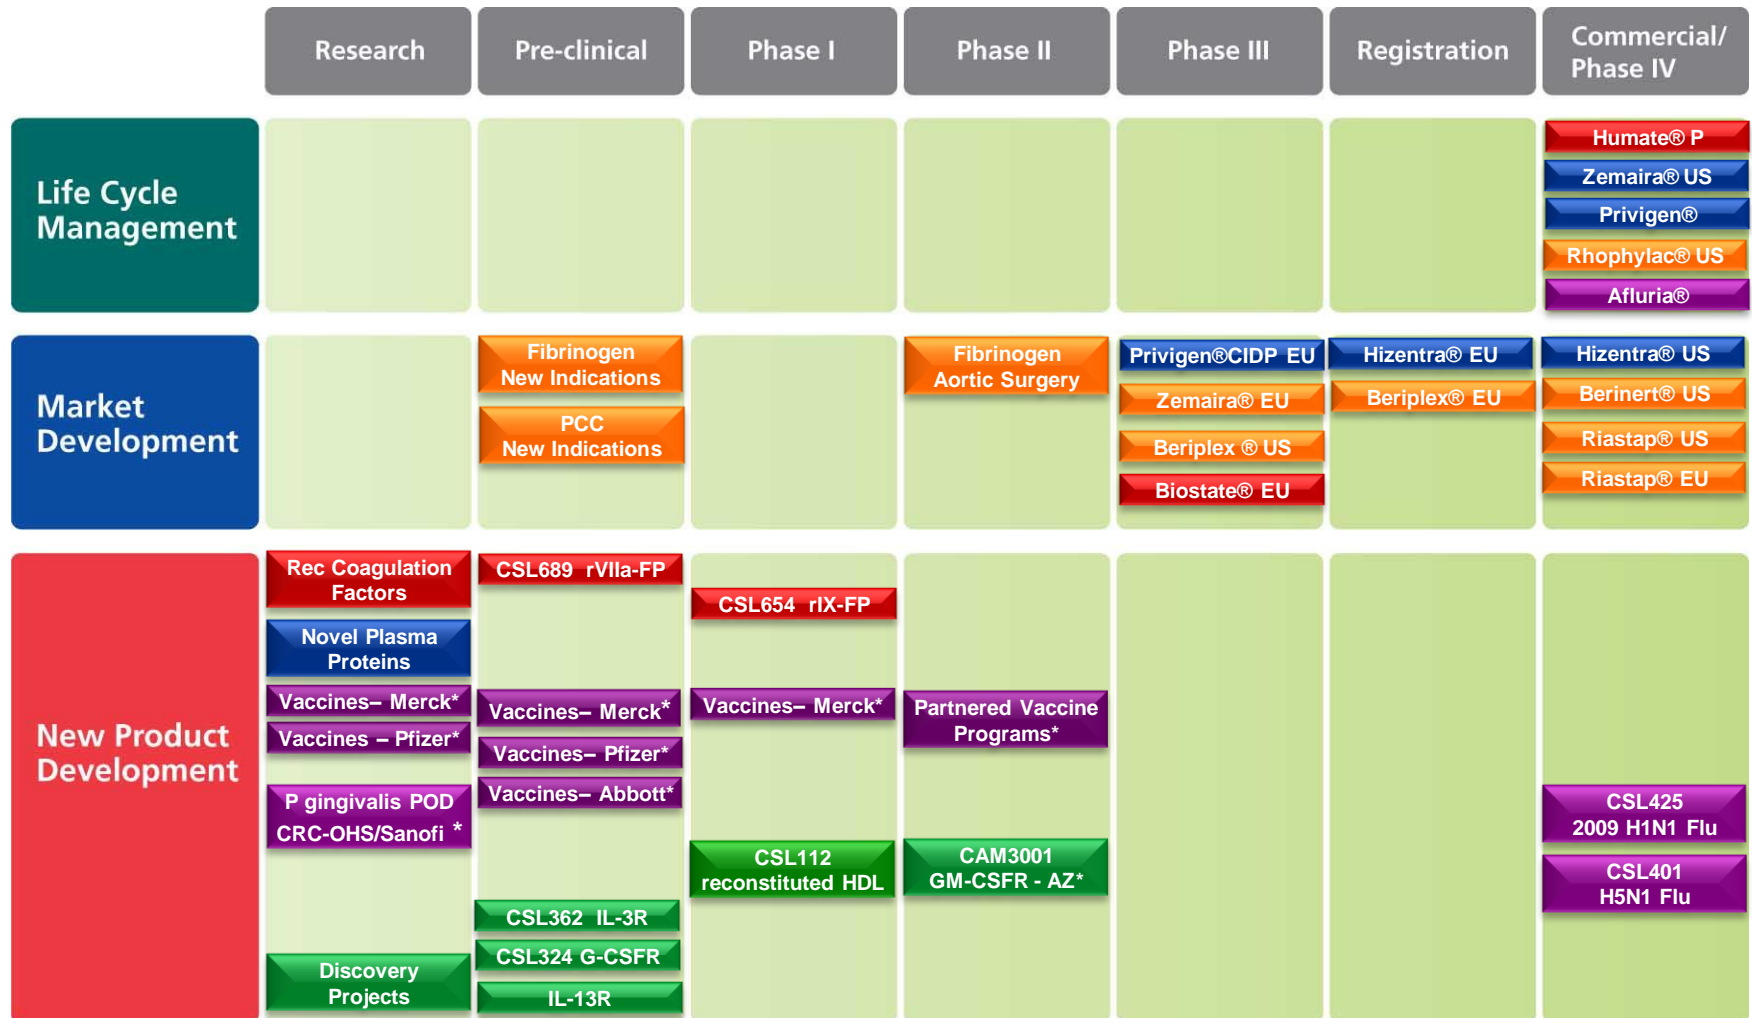 Research
Pre-clinical
Phase I
Phase II
Phase III
Registration
Commercial/
Phase IV
Life Cycle
Management
Humate® P
Zemaira® US
Privigen®
Rhophylac® US
Afluria®
Market
Development
Fibrinogen
New Indications
PCC
New Indications
Fibrinogen
Aortic Surgery
Privigen®CIDP EU
Zemaira® EU
Beriplex ® US
Biostate® EU
Hizentra® EU
Beriplex® EU
Hizentra® US
Berinert® US
Riastap® US
Riastap® EU
New Product
Development
Rec Coagulation
Factors
Novel Plasma
Proteins
Vaccines– Merck*
Vaccines – Pfizer*
P gingivalis POD
CRC-OHS/Sanofi *
Discovery
Projects
CSL689 rVIIa-FP
Vaccines– Merck*
Vaccines– Pfizer*
Vaccines– Abbott*
CSL362 IL-3R
CSL324 G-CSFR
IL-13R
CSL654 rIX-FP
Vaccines– Merck*
CSL112
reconstituted HDL
Partnered Vaccine
Programs*
CAM3001
GM-CSFR - AZ*
CSL425
2009 H1N1 Flu
CSL401
H5N1 Flu